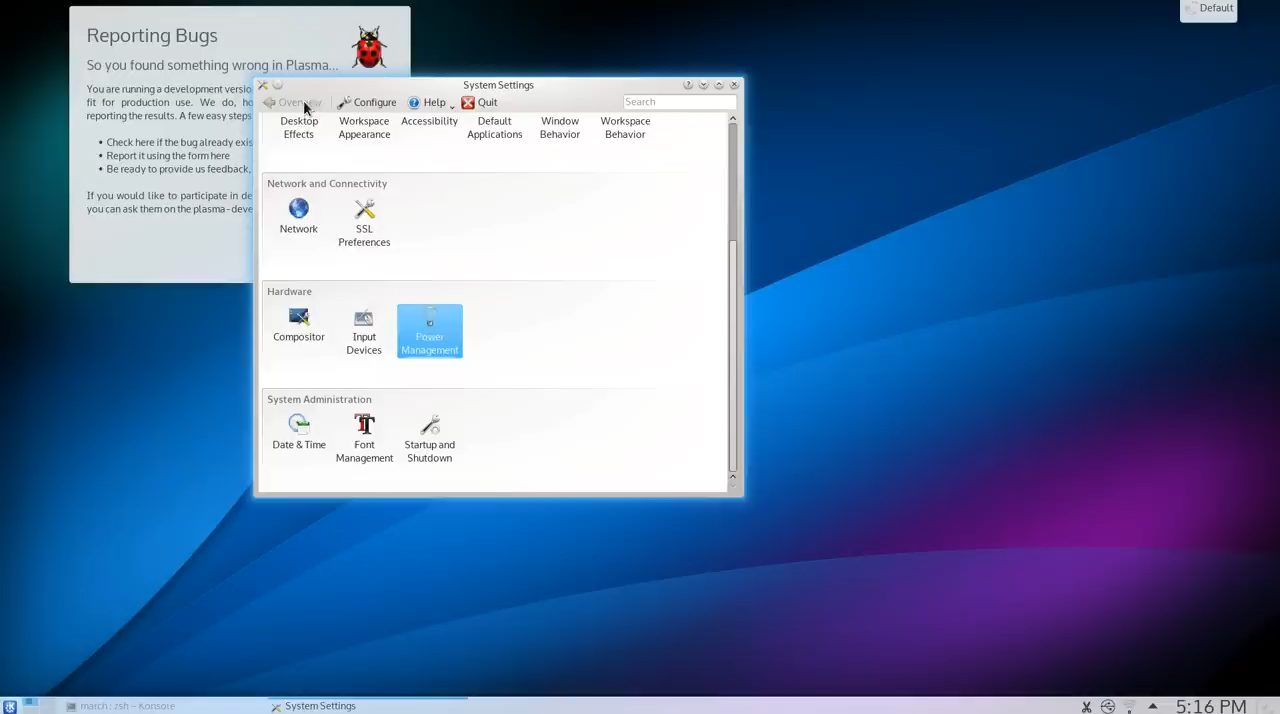 Default
Reporting Bugs
So you found something wrong in Plasma...
You are running a development versio
fit for production use. We do, ho
reporting the results. A few easy steps
• Check here if the bug already exis
• Report it using the form here
• Be ready to provide us feedback,
If you would like to participate in de
you can ask them on the plasma-deve
System Settings
Overview Configure Help Quit Search
Desktop Effects
Workspace Appearance
Accessibility
Default Applications
Window Behavior
Workspace Behavior
Network and Connectivity
Network
SSL Preferences
Hardware
Compositor
Input Devices
Power Management
System Administration
Date & Time
Font Management
Startup and Shutdown
march : zsh – Konsole
System Settings
5:16 PM